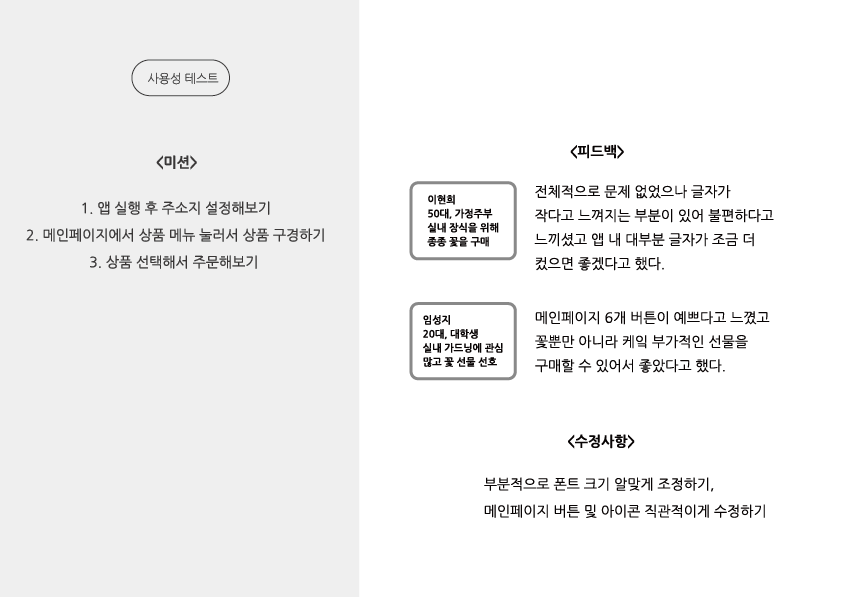 사용성 테스트
<미션>
1. 앱 실행 후 주소지 설정해보기
2. 메인페이지에서 상품 메뉴 눌러서 상품 구경하기
3. 상품 선택해서 주문해보기
<피드백>
이현희
50대, 가정주부
실내 장식을 위해
종종 꽃을 구매
전체적으로 문제 없었으나 글자가
작다고 느껴지는 부분이 있어 불편하다고
느끼셨고 앱 내 대부분 글자가 조금 더
컸으면 좋겠다고 했다.
임성지
20대, 대학생
실내 가드닝에 관심
많고 꽃 선물 선호
메인페이지 6개 버튼이 예쁘다고 느꼈고
꽃뿐만 아니라 케잌 부가적인 선물을
구매할 수 있어서 좋았다고 했다.
<수정사항>
부분적으로 폰트 크기 알맞게 조정하기,
메인페이지 버튼 및 아이콘 직관적이게 수정하기